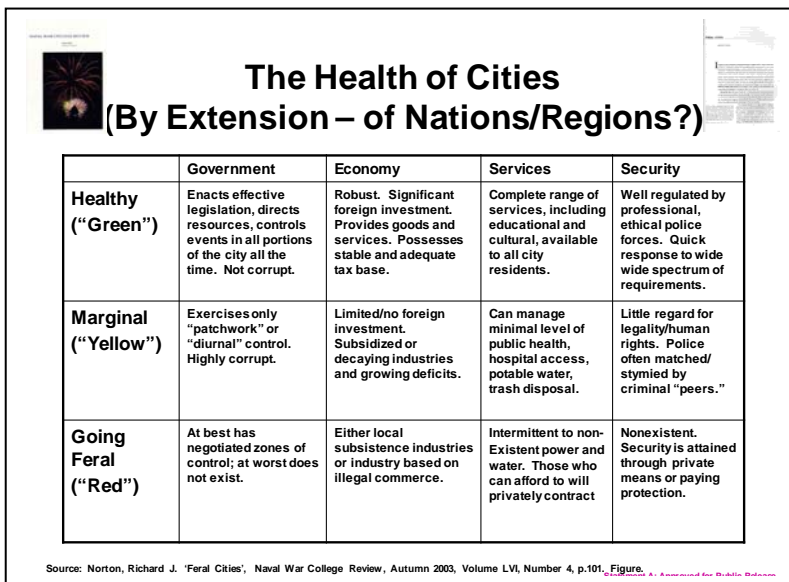 The Health of Cities
(By Extension – of Nations/Regions?)
Government
Economy
Services
Security
Healthy
(“Green”)
Enacts effective
legislation, directs
resources, controls
events in all portions
of the city all the
time. Not corrupt.
Robust. Significant
foreign investment.
Provides goods and
services. Possesses
stable and adequate
tax base.
Complete range of
services, including
educational and
cultural, available
to all city
residents.
Well regulated by
professional,
ethical police
forces. Quick
response to wide
wide spectrum of
requirements.
Marginal
(“Yellow”)
Exercises only
“patchwork” or
“diurnal” control.
Highly corrupt.
Limited/no foreign
investment.
Subsidized or
decaying industries
and growing deficits.
Can manage
minimal level of
public health,
hospital access,
potable water,
trash disposal.
Little regard for
legality/human
rights. Police
often matched/
stymied by
criminal “peers.”
Going
Feral
(“Red”)
At best has
negotiated zones of
control; at worst does
not exist.
Either local
subsistence industries
or industry based on
illegal commerce.
Intermittent to non-
Existent power and
water. Those who
can afford to will
privately contract
Nonexistent.
Security is attained
through private
means or paying
protection.
Source: Norton, Richard J. ‘Feral Cities’, Naval War College Review, Autumn 2003, Volume LVI, Number 4, p.101. Figure.
Statement A: Approved for Public Release